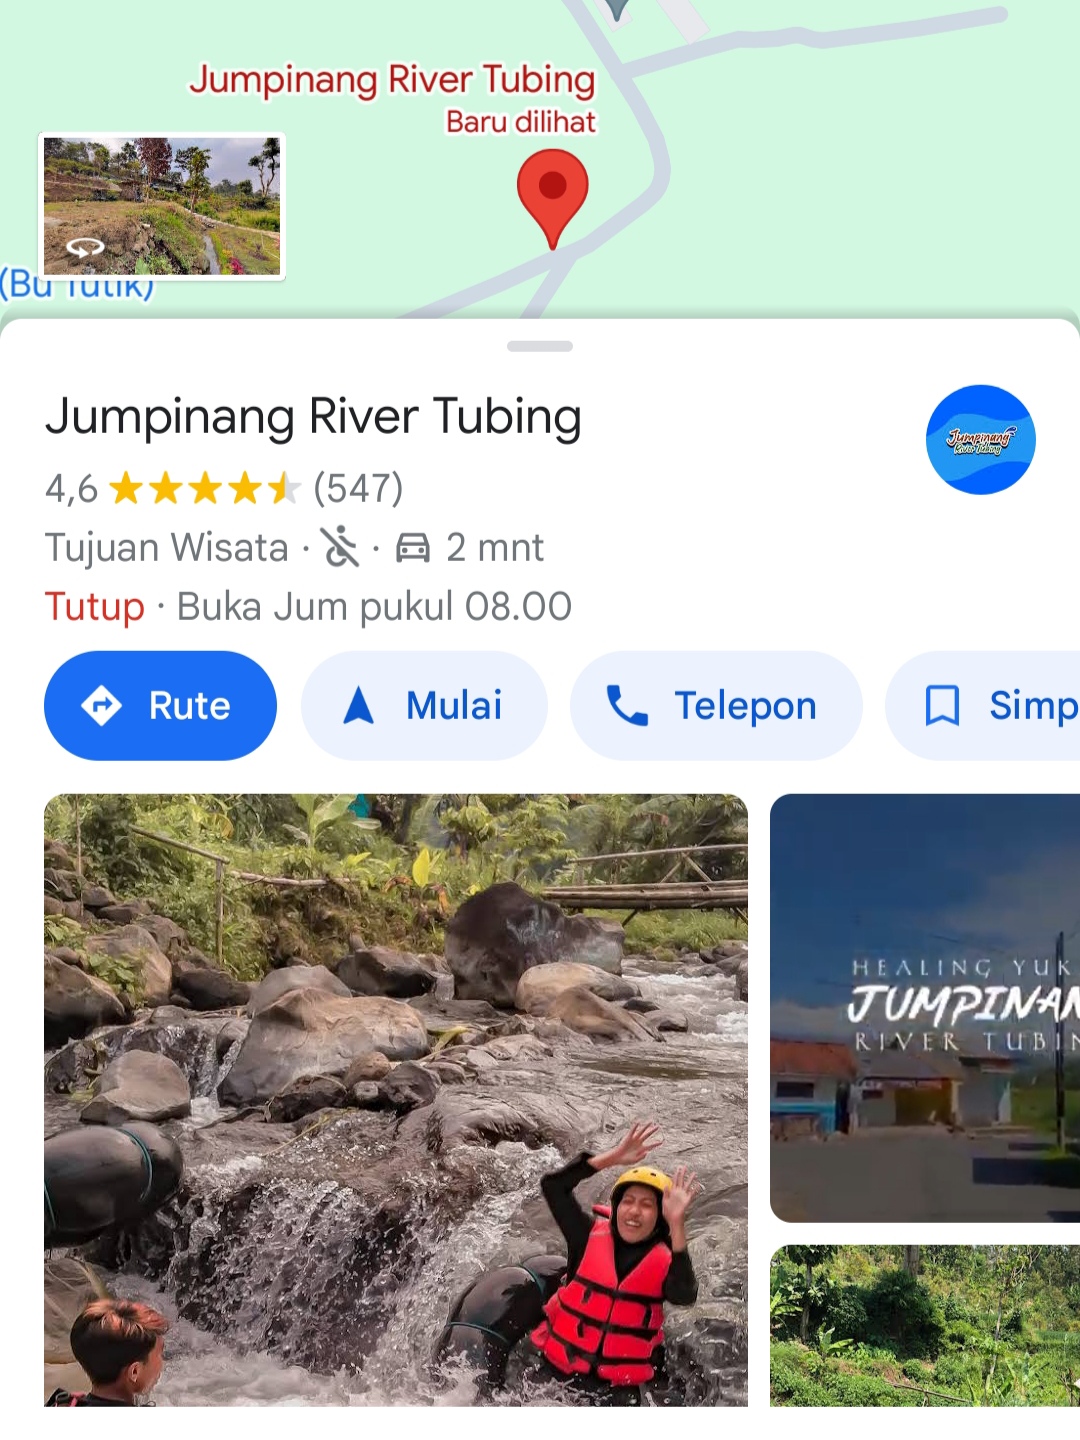 Jumpinang River Tubing
Baru dilihat
(Bu Tutik)
Jumpinang River Tubing
Jumpinang
River Tubing
4,6 (547)
Tujuan Wisata · · 2 mnt
Tutup · Buka Jum pukul 08.00
Rute
Mulai
Telepon
Simp
HEALING YUK
JUMPINAN
RIVER TUBIN